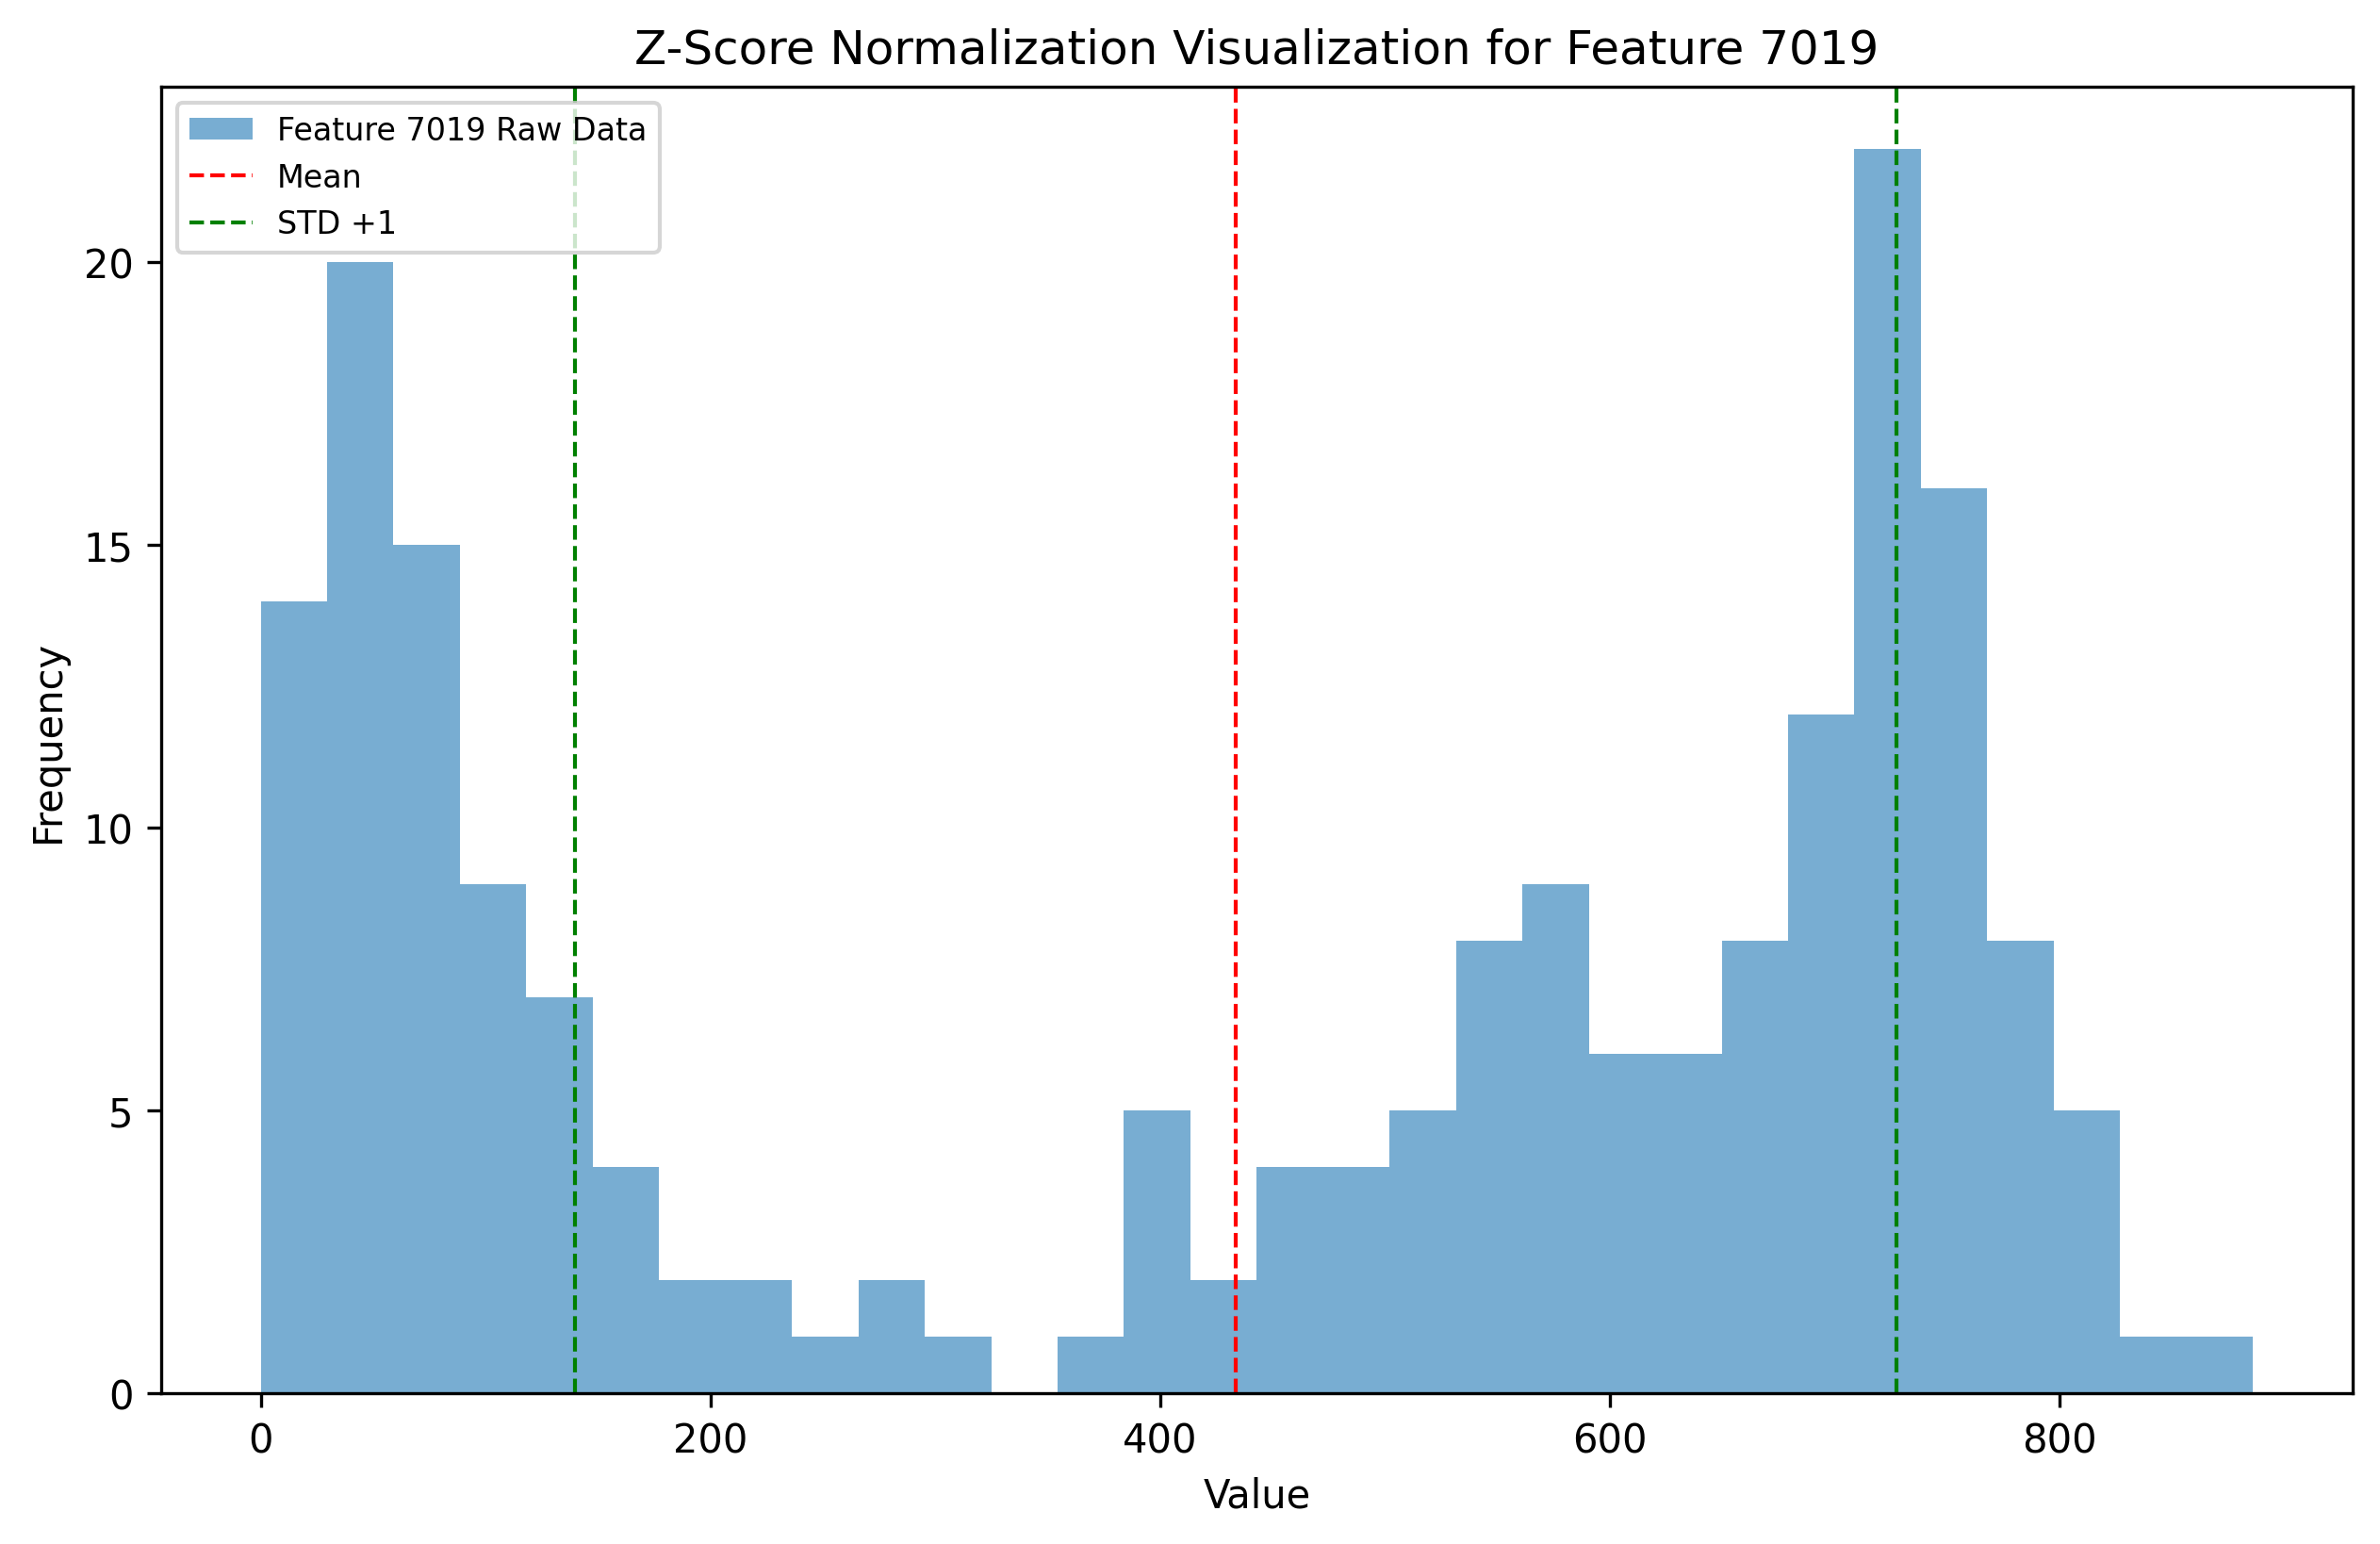 Z-Score Normalization Visualization for Feature 7019
Feature 7019 Raw Data
Mean
STD +1
Frequency
20
15
10
5
0
0 200 400 600 800
Value